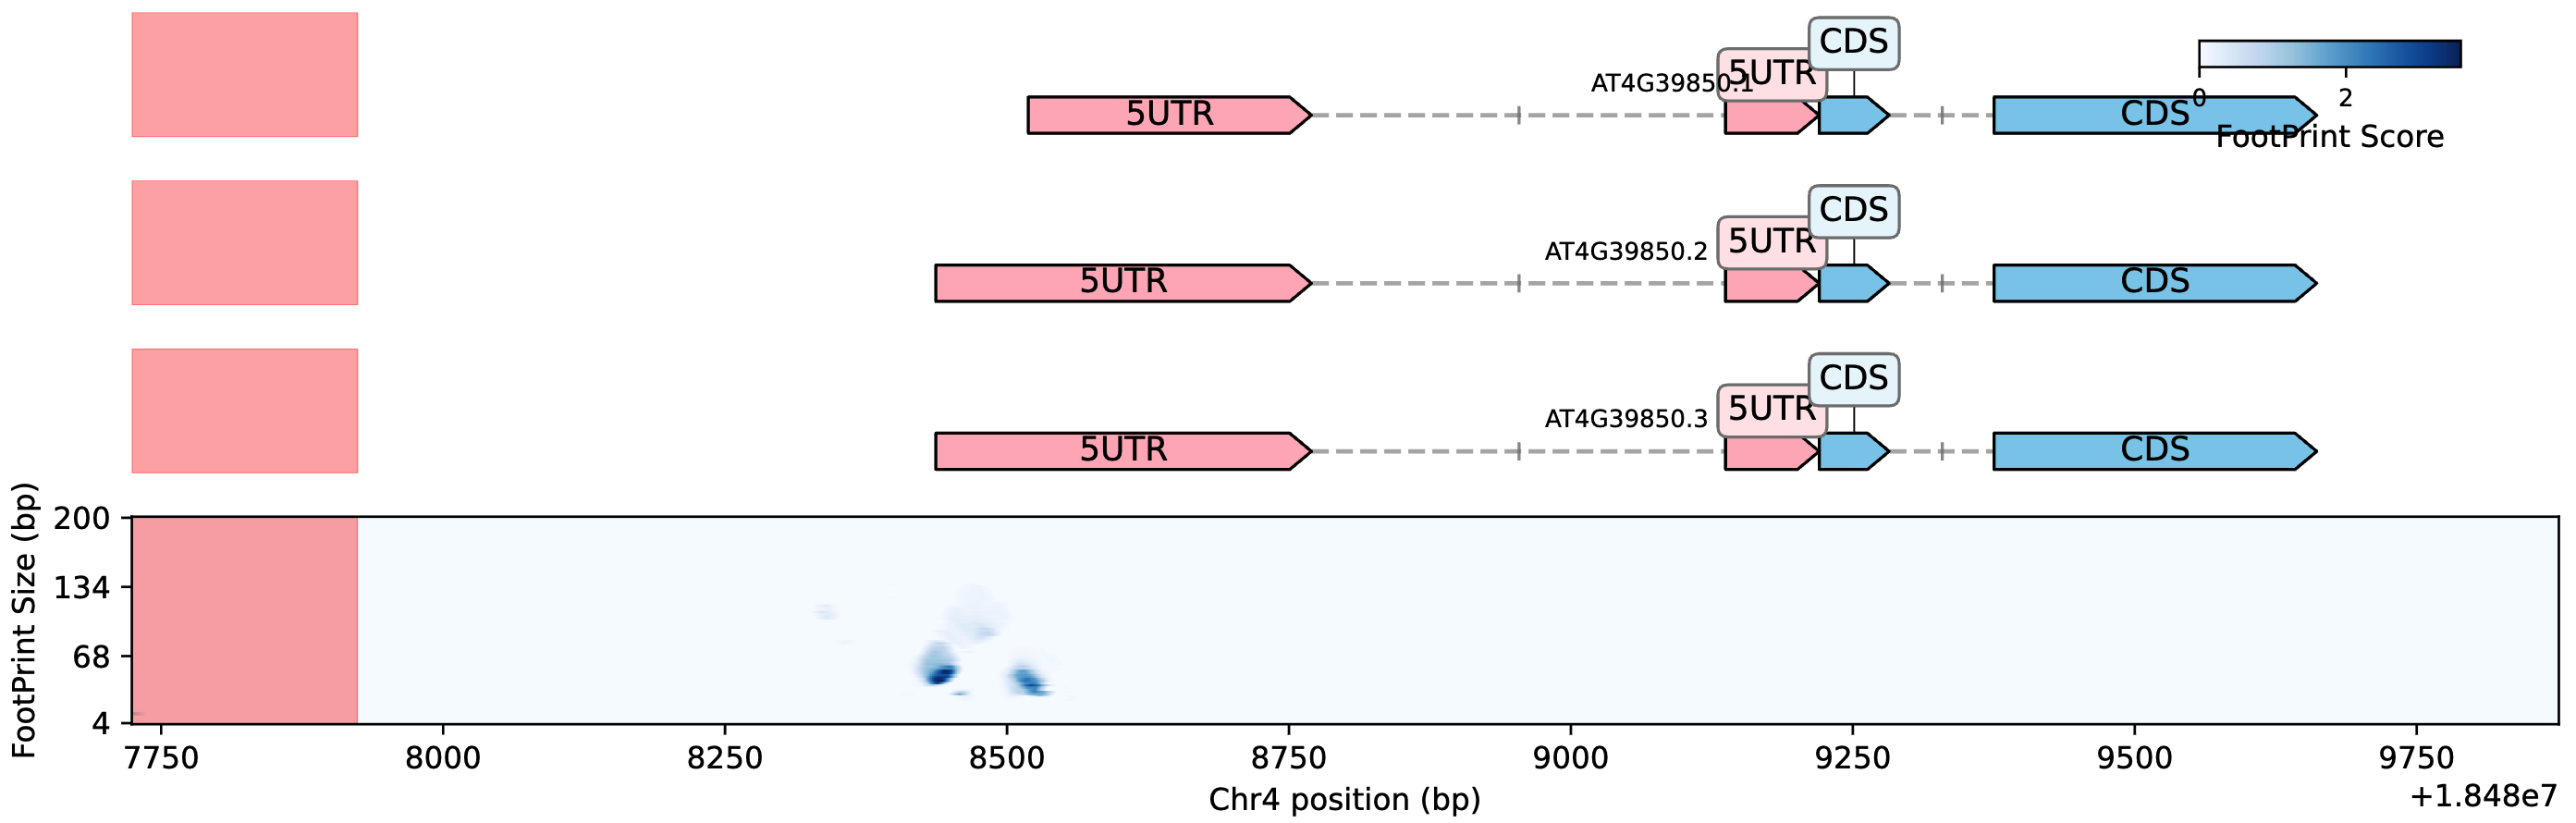 CDS
5UTR
AT4G39850.1
5UTR
CDS
0
2
FootPrint Score
CDS
5UTR
AT4G39850.2
5UTR
CDS
CDS
5UTR
AT4G39850.3
5UTR
CDS
FootPrint Size (bp)
200
134
68
4
7750 8000 8250 8500 8750 9000 9250 9500 9750
+1.848e7
Chr4 position (bp)